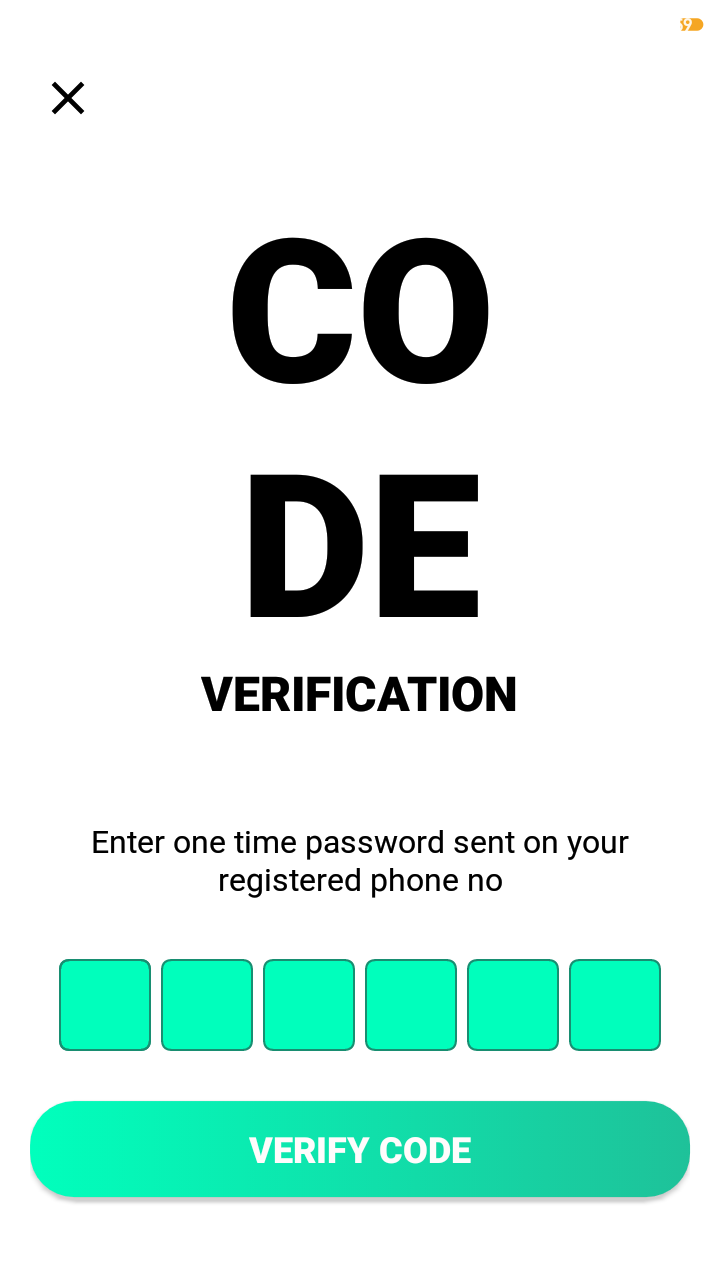 CO
DE
VERIFICATION
Enter one time password sent on your
registered phone no
VERIFY CODE